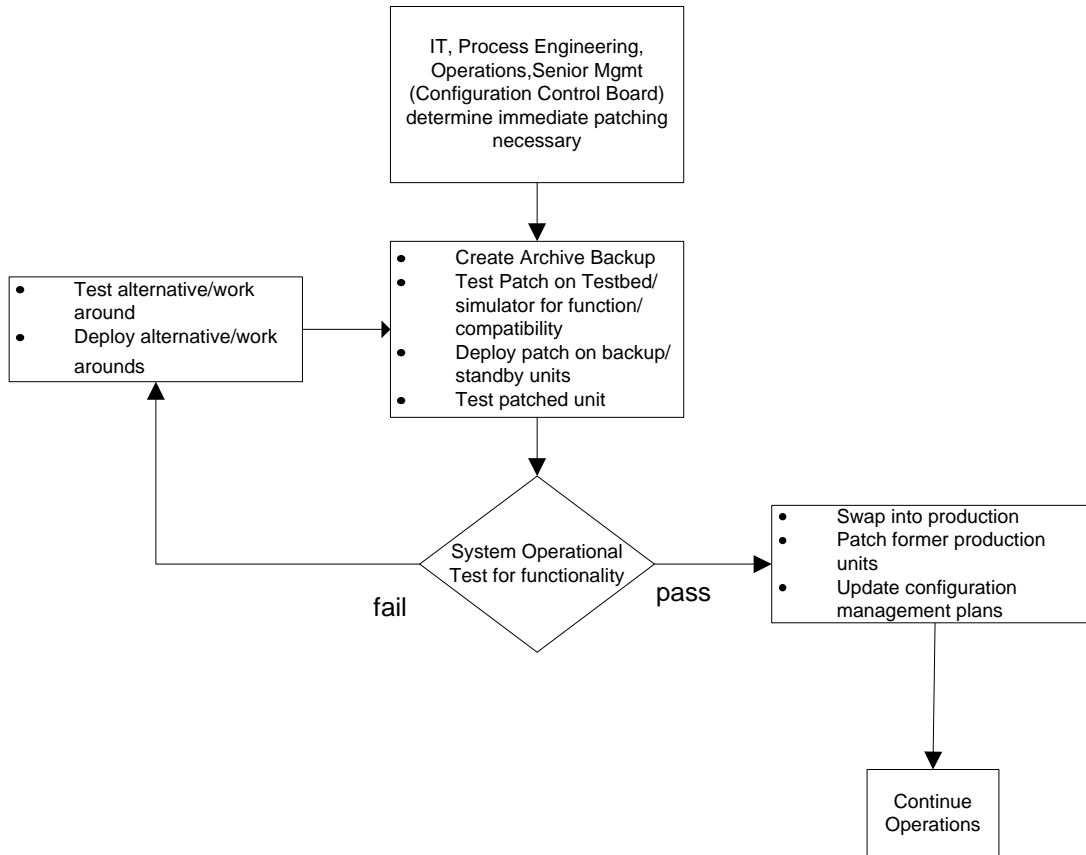 IT, Process Engineering,
Operations,Senior Mgmt
(Configuration Control Board)
determine immediate patching
necessary
• Create Archive Backup
• Test Patch on Testbed/
simulator for function/
compatibility
• Deploy patch on backup/
standby units
• Test patched unit
• Test alternative/work
around
• Deploy alternative/work
arounds
System Operational
Test for functionality
fail
pass
• Swap into production
• Patch former production
units
• Update configuration
management plans
Continue
Operations